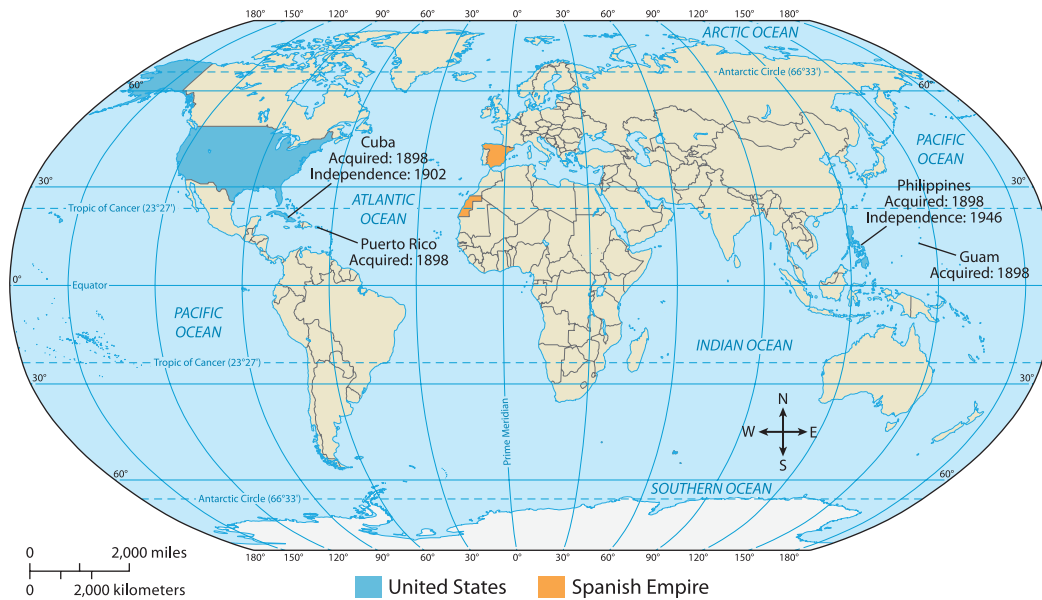 180° 150° 120° 90° 60° 30° 0° 30° 60° 90° 120° 150° 180°
ARCTIC OCEAN
Antarctic Circle (66°33')
60°
60°
Cuba
Acquired: 1898
Independence: 1902
PACIFIC
OCEAN
30°
30°
ATLANTIC
OCEAN
Philippines
Acquired: 1898
Independence: 1946
Tropic of Cancer (23°27')
Tropic of Cancer (23°27')
Puerto Rico
Acquired: 1898
Guam
Acquired: 1898
0°
Equator
0°
PACIFIC
OCEAN
INDIAN OCEAN
Tropic of Cancer (23°27')
30°
30°
Prime Meridian
N
W
E
S
60°
60°
SOUTHERN OCEAN
Antarctic Circle (66°33')
180° 150° 120° 90° 60° 30° 0° 30° 60° 90° 120° 150° 180°
0 2,000 miles
0 2,000 kilometers
United States
Spanish Empire